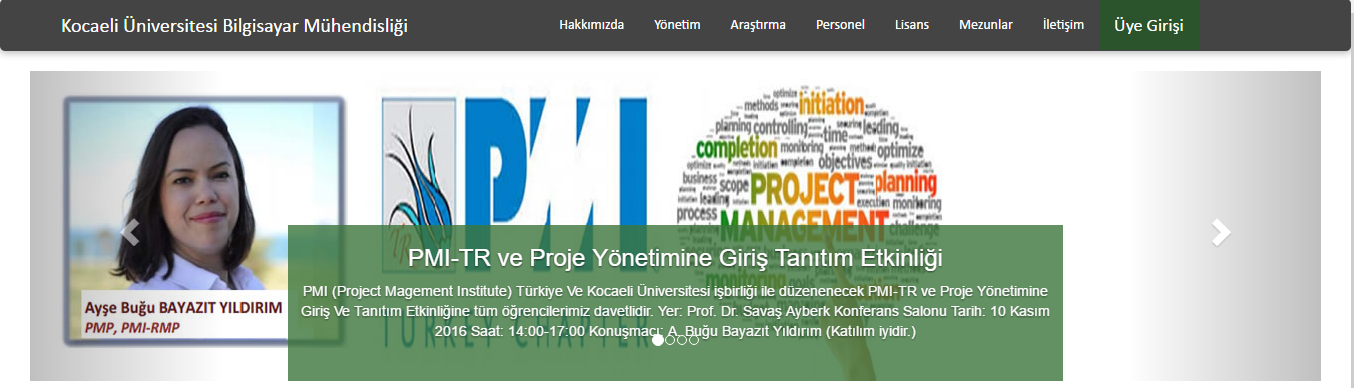 Kocaeli Üniversitesi Bilgisayar Mühendisliği
Hakkımızda Yönetim Araştırma Personel Lisans Mezunlar İletişim Üye Girişi
Ayşe Buğu BAYAZIT YILDIRIM
PMP, PMI-RMP
PMI
TURKEY CHAPTER
optimize
methods initiation
planning controlling time leading
completion monitoring optimize
objectives
business scope PROJECT planning
leading execution
process MANAGEMENT monitoring
monitoring
PMI-TR ve Proje Yönetimine Giriş Tanıtım Etkinliği
PMI (Project Magement Institute) Türkiye Ve Kocaeli Üniversitesi işbirliği ile düzenenecek PMI-TR ve Proje Yönetimine
Giriş Ve Tanıtım Etkinliğine tüm öğrencilerimiz davetlidir. Yer: Prof. Dr. Savaş Ayberk Konferans Salonu Tarih: 10 Kasım
2016 Saat: 14:00-17:00 Konuşmacı: A. Buğu Bayazıt Yıldırım (Katılım iyidir.)